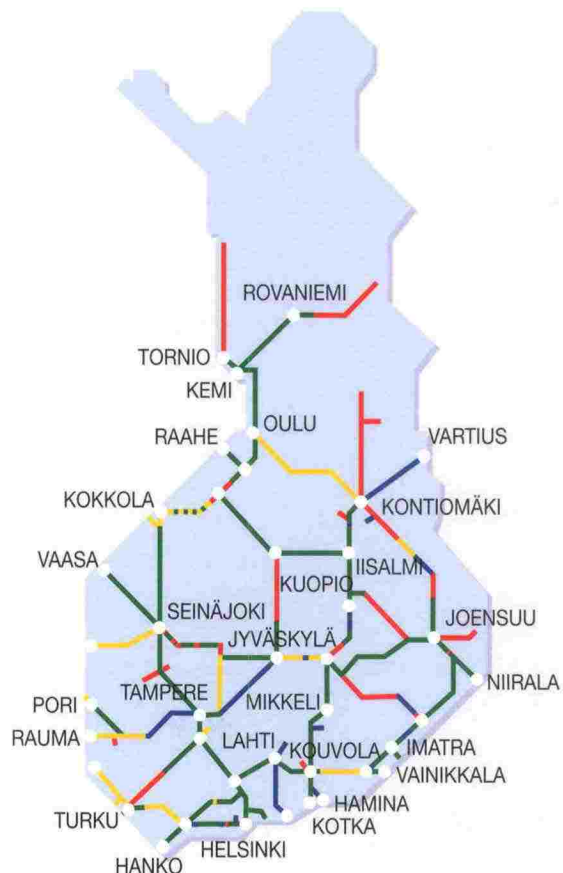 ROVANIEMI
TORNIO
KEMI
OULU
RAAHE
VARTIUS
KOKKOLA
KONTIOMÄKI
VAASA
IISALMI
KUOPIO
SEINÄJOKI
JOENSUU
JYVÄSKYLÄ
NIIRALA
TAMPERE
MIKKELI
PORI
RAUMA
LAHTI
KOUVOLA
IMATRA
VAINIKKALA
HAMINA
TURKU
KOTKA
HELSINKI
HANKO